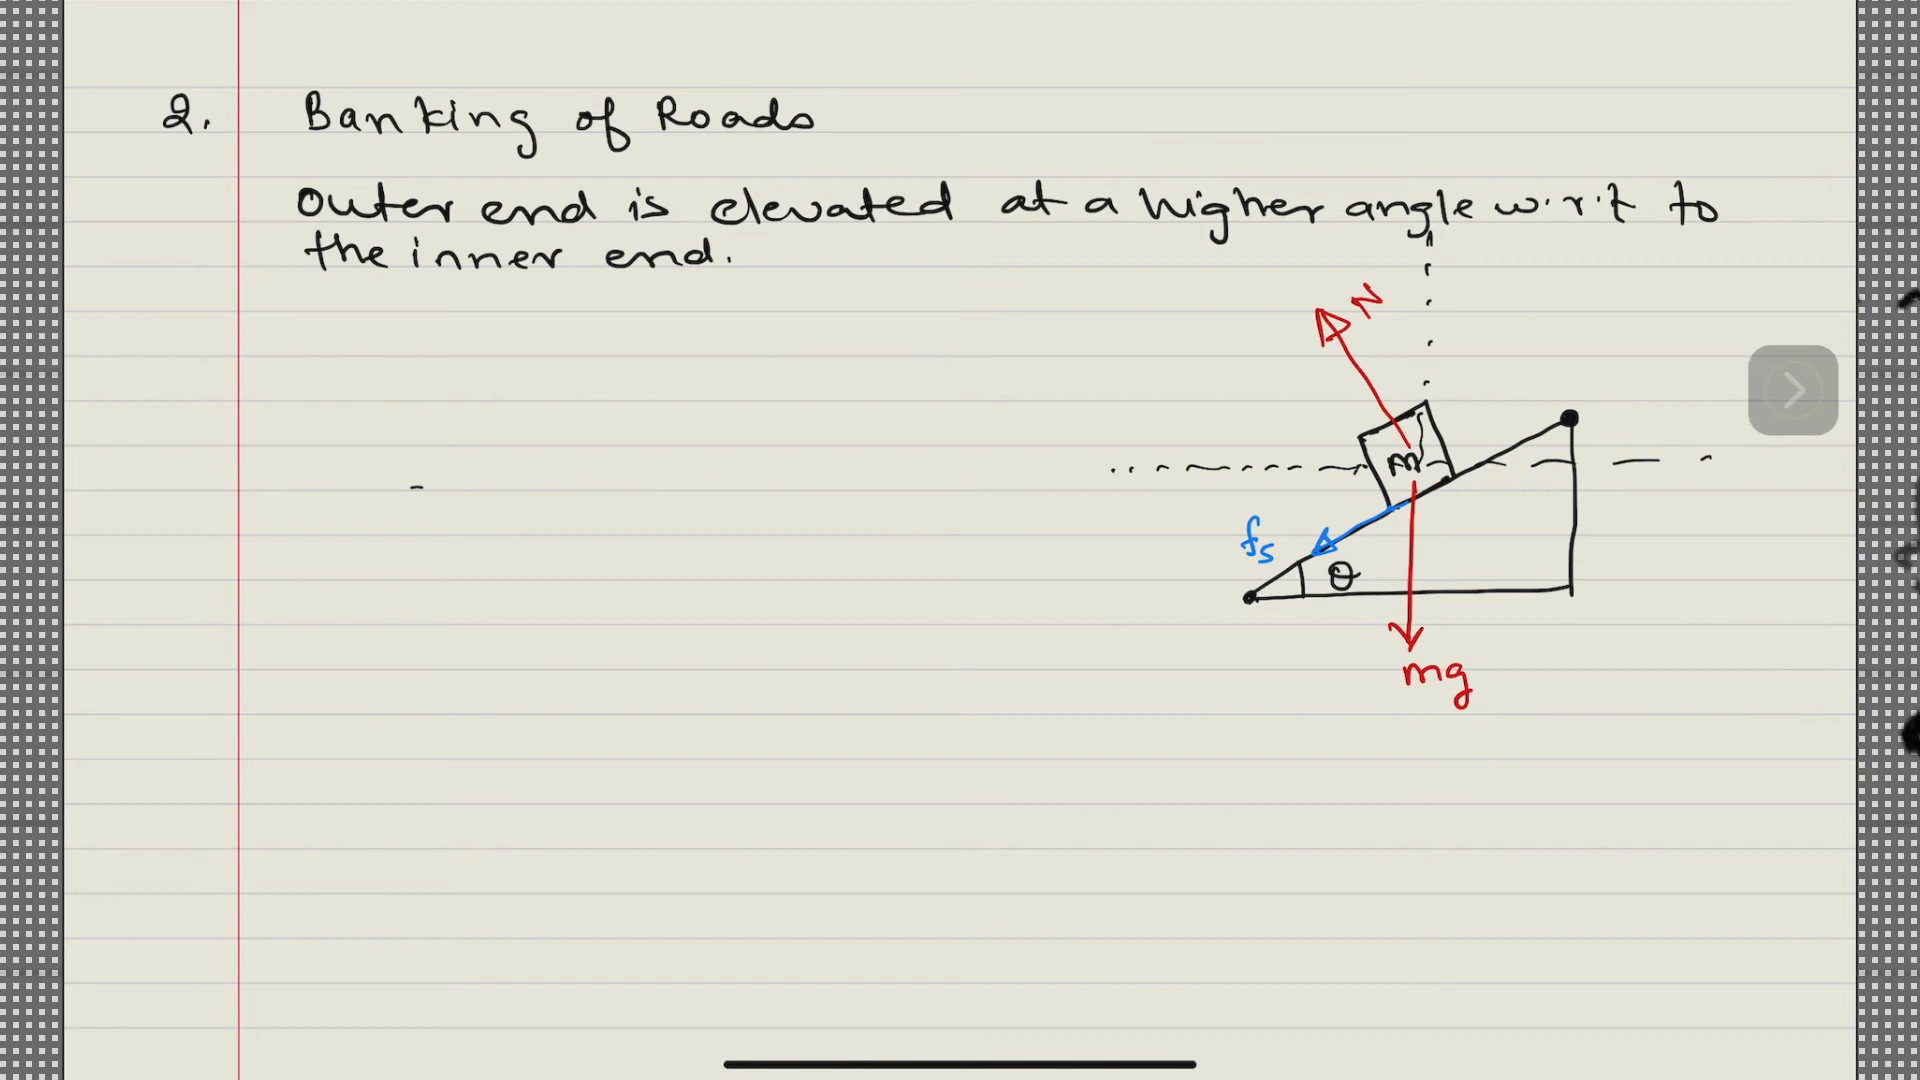 2. Banking of Roads
Outer end is elevated at a higher angle w.r.t to
the inner end.
N
m
fs
θ
mg